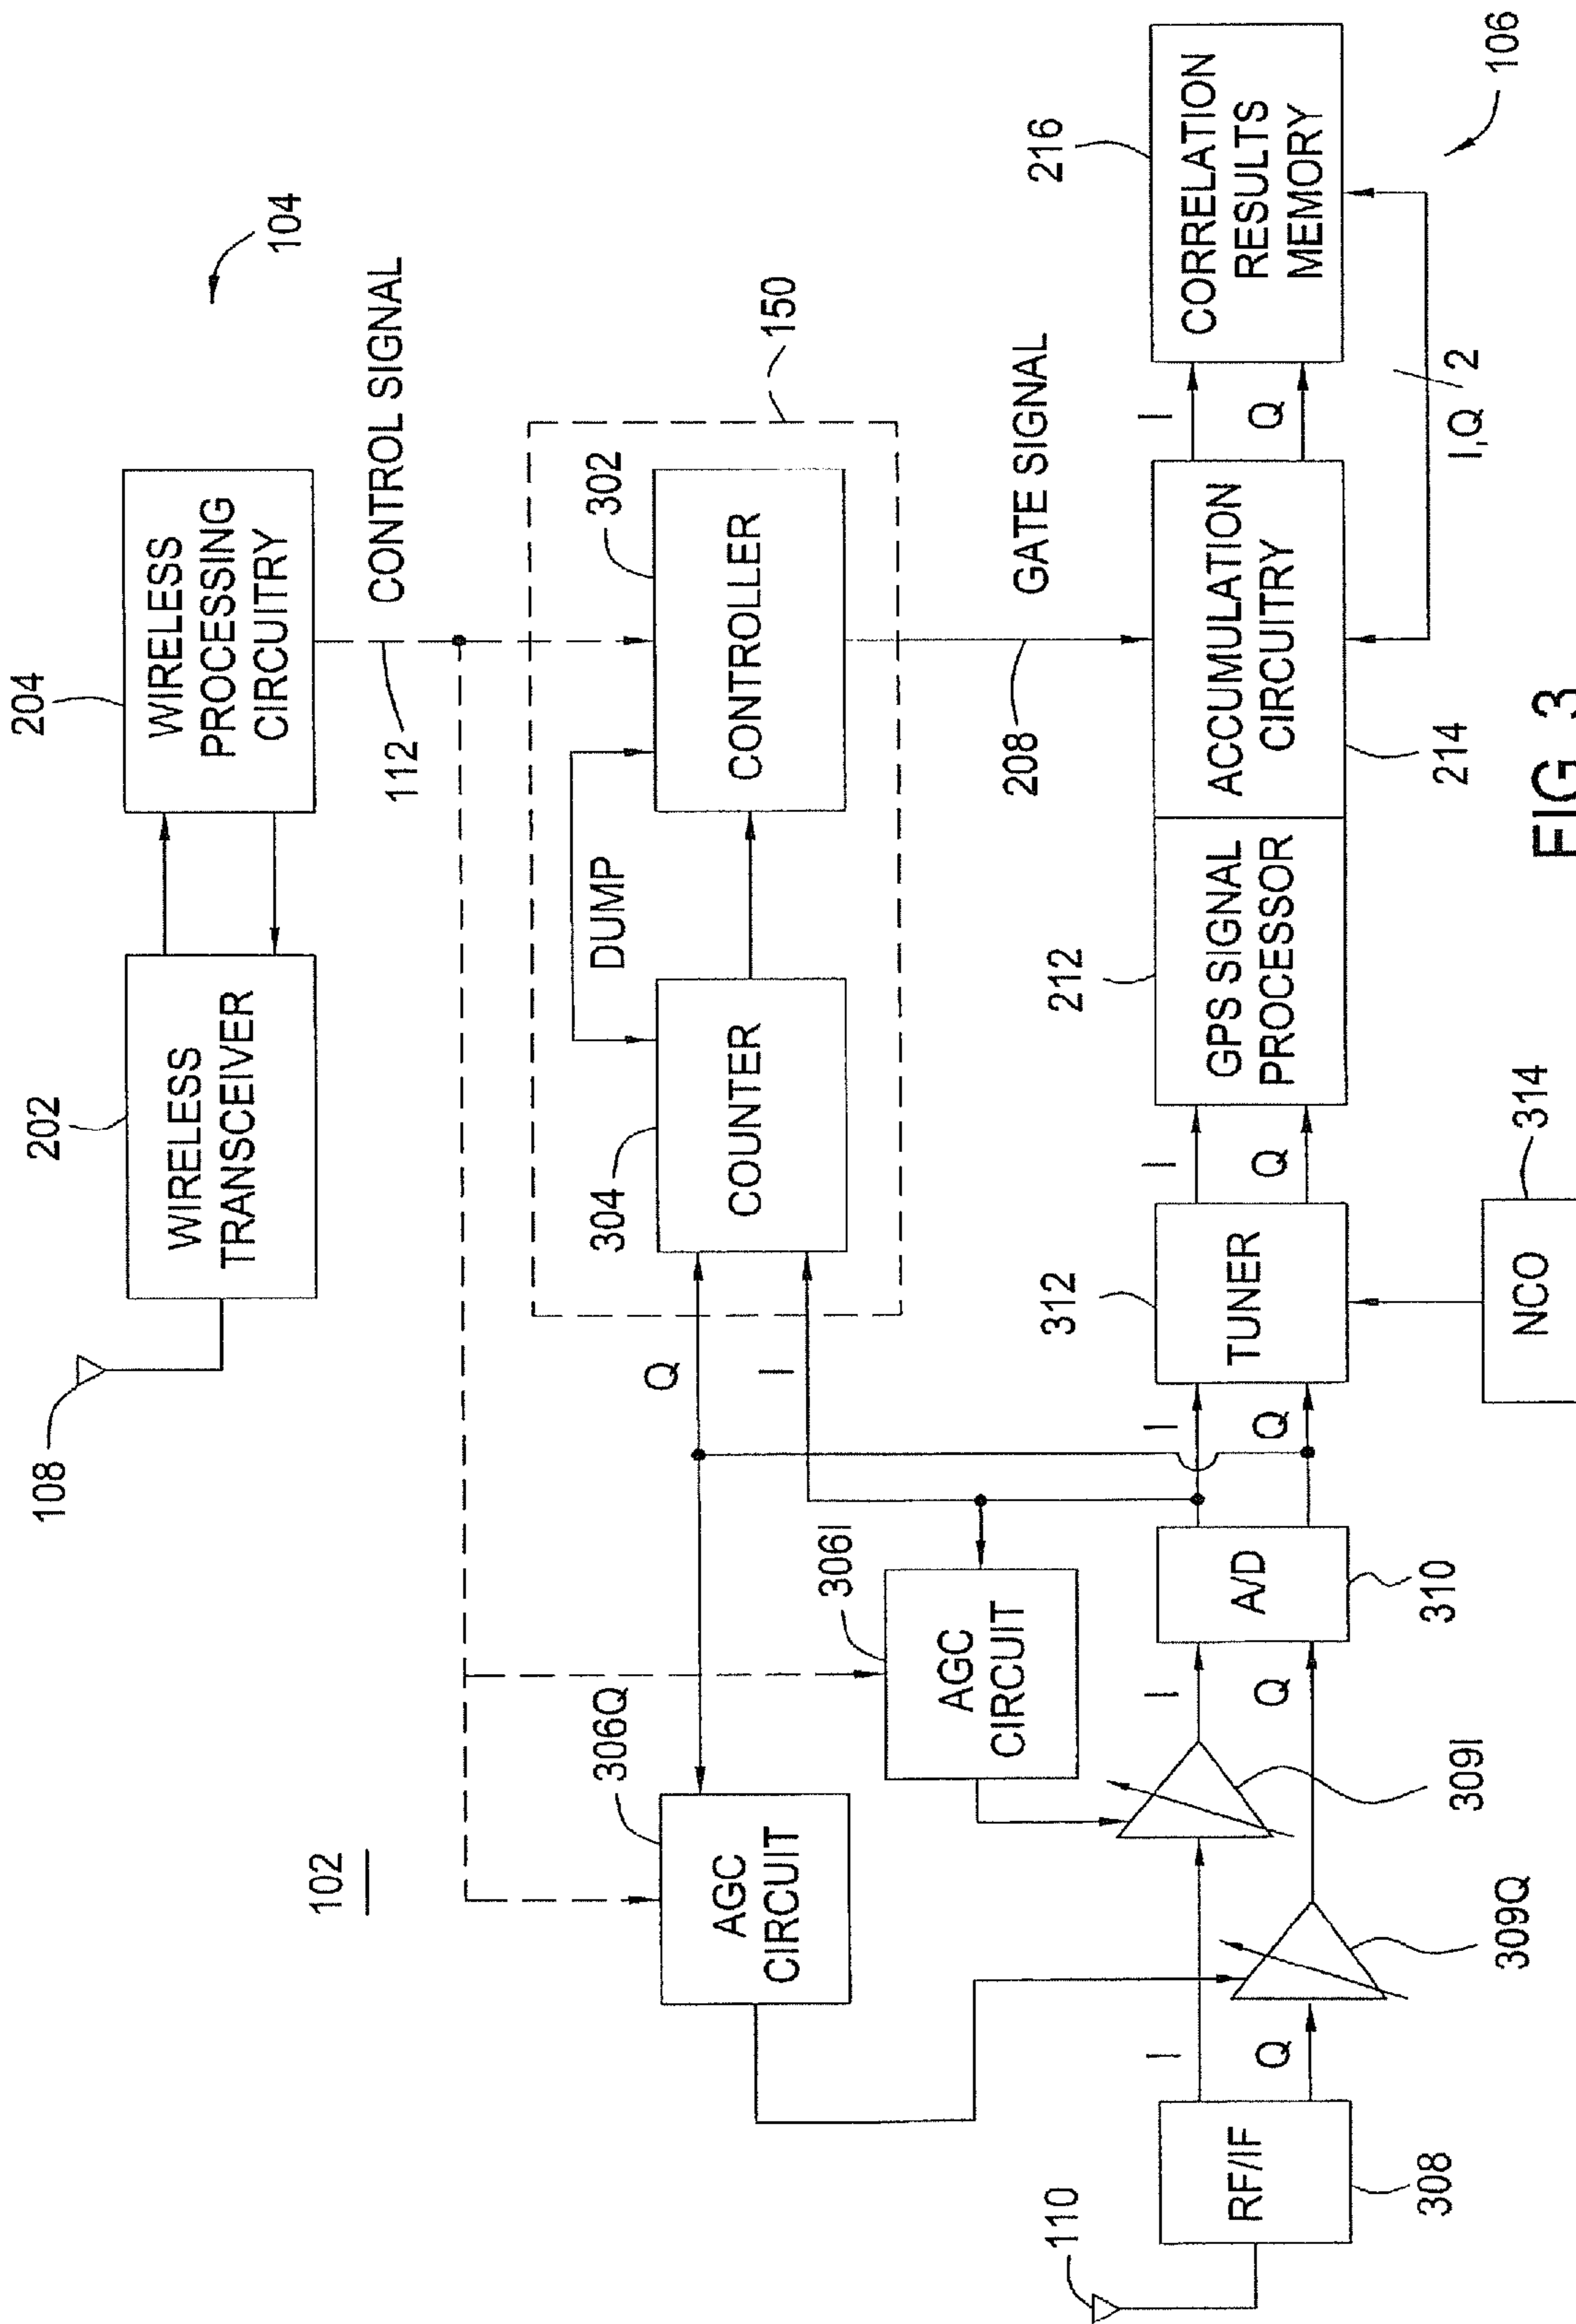 104
108
202
WIRELESS
TRANSCEIVER
204
WIRELESS
PROCESSING
CIRCUITRY
112
CONTROL SIGNAL
102
150
306Q
AGC
CIRCUIT
Q
I
304
COUNTER
DUMP
302
CONTROLLER
306I
AGC
CIRCUIT
208
GATE SIGNAL
110
RF/IF
308
I
Q
309Q
309I
I
Q
A/D
310
I
Q
312
TUNER
NCO
314
I
Q
212
GPS SIGNAL
PROCESSOR
ACCUMULATION
CIRCUITRY
214
I
Q
216
CORRELATION
RESULTS
MEMORY
I,Q
2
106
FIG. 3